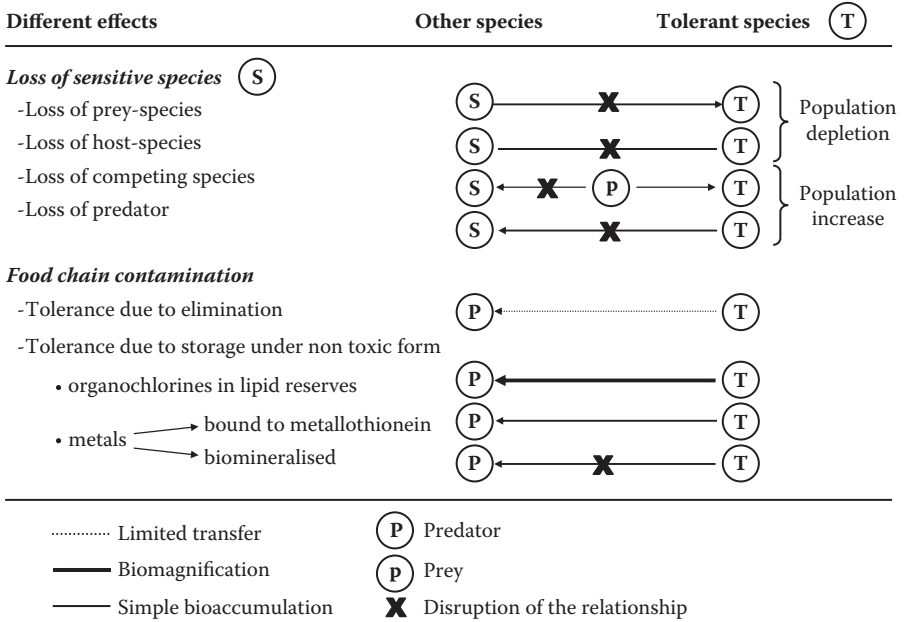 Different effects Other species Tolerant species T
Loss of sensitive species S
-Loss of prey-species S T
-Loss of host-species S T
Population depletion
-Loss of competing species S p T
-Loss of predator S T
Population increase
Food chain contamination
-Tolerance due to elimination P T
-Tolerance due to storage under non toxic form
• organochlorines in lipid reserves P T
• metals
bound to metallothionein P T
biomineralised P T
Limited transfer P Predator
Biomagnification p Prey
Simple bioaccumulation X Disruption of the relationship